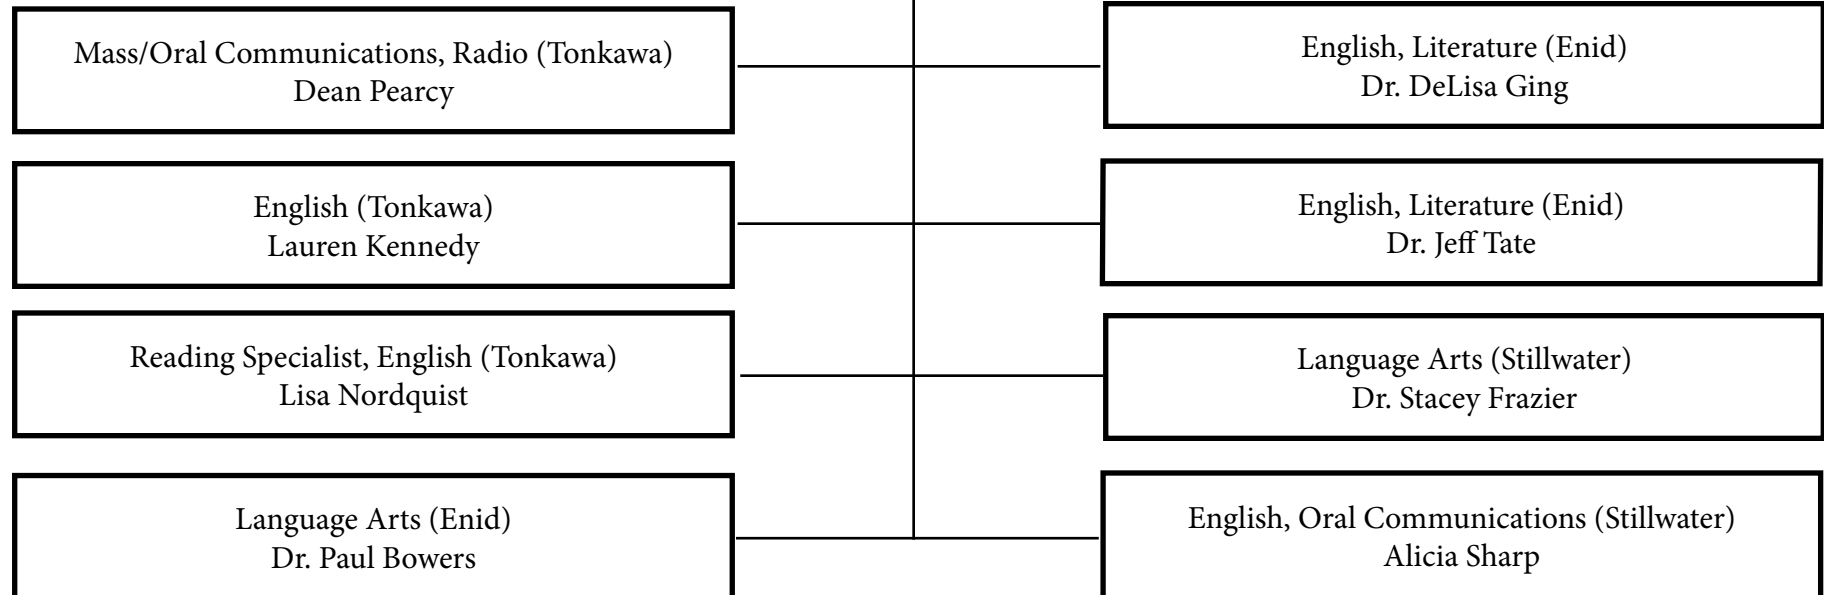 Mass/Oral Communications, Radio (Tonkawa)
Dean Pearcy
English, Literature (Enid)
Dr. DeLisa Ging
English (Tonkawa)
Lauren Kennedy
English, Literature (Enid)
Dr. Jeff Tate
Reading Specialist, English (Tonkawa)
Lisa Nordquist
Language Arts (Stillwater)
Dr. Stacey Frazier
Language Arts (Enid)
Dr. Paul Bowers
English, Oral Communications (Stillwater)
Alicia Sharp